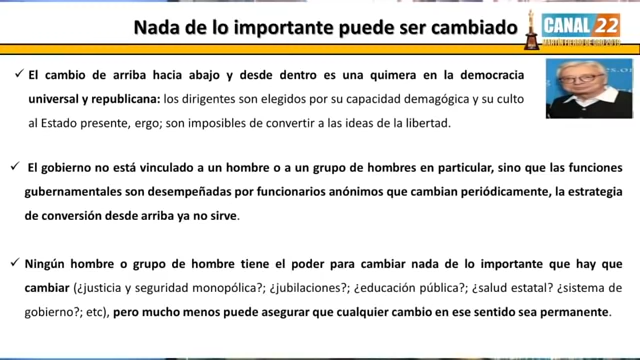 Nada de lo importante puede ser cambiado
CANAL 22
MARTIN FIERRO DE ORO 2019
✓ El cambio de arriba hacia abajo y desde dentro es una quimera en la democracia
universal y republicana: los dirigentes son elegidos por su capacidad demagógica y su culto
al Estado presente, ergo; son imposibles de convertir a las ideas de la libertad.
✓ El gobierno no está vinculado a un hombre o a un grupo de hombres en particular, sino que las funciones
gubernamentales son desempeñadas por funcionarios anónimos que cambian periódicamente, la estrategia
de conversión desde arriba ya no sirve.
✓ Ningún hombre o grupo de hombre tiene el poder para cambiar nada de lo importante que hay que
cambiar (¿justicia y seguridad monopólica?; ¿jubilaciones?; ¿educación pública?; ¿salud estatal? ¿sistema de
gobierno?; etc), pero mucho menos puede asegurar que cualquier cambio en ese sentido sea permanente.